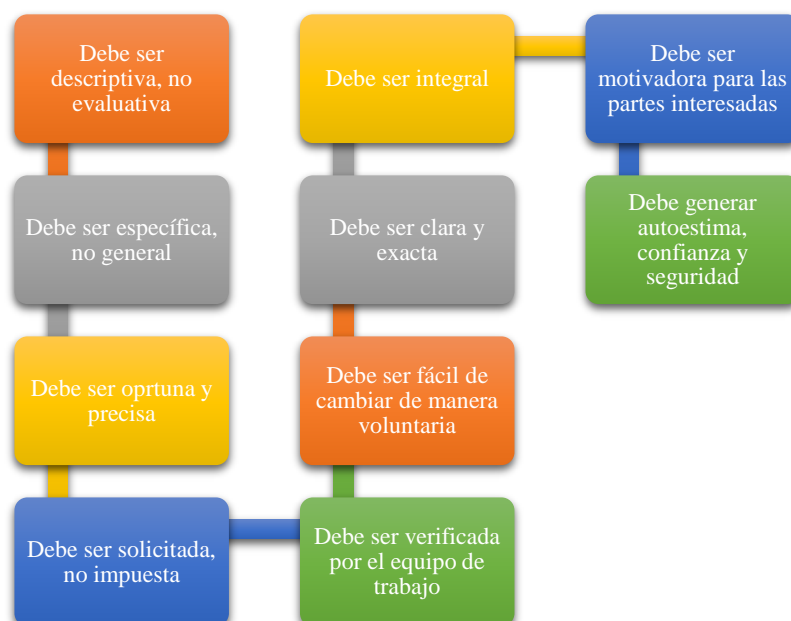 Debe ser
descriptiva, no
evaluativa
Debe ser específica,
no general
Debe ser oprtuna y
precisa
Debe ser solicitada,
no impuesta
Debe ser verificada
por el equipo de
trabajo
Debe ser fácil de
cambiar de manera
voluntaria
Debe ser clara y
exacta
Debe ser integral
Debe ser
motivadora para las
partes interesadas
Debe generar
autoestima,
confianza y
seguridad